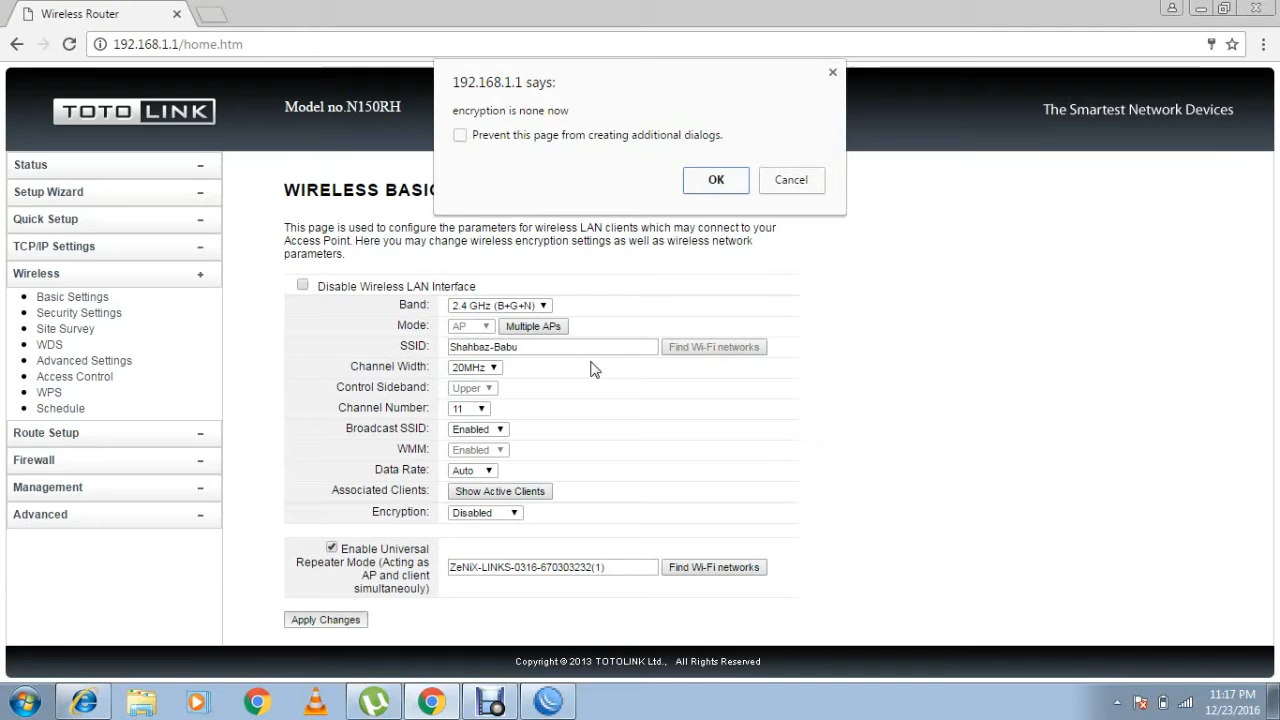 Wireless Router
192.168.1.1/home.htm
192.168.1.1 says:
encryption is none now
Prevent this page from creating additional dialogs.
OK
Cancel
TOTO LINK
Model no.N150RH
The Smartest Network Devices
Status
Setup Wizard
Quick Setup
TCP/IP Settings
Wireless
Basic Settings
Security Settings
Site Survey
WDS
Advanced Settings
Access Control
WPS
Schedule
Route Setup
Firewall
Management
Advanced
WIRELESS BASI
This page is used to configure the parameters for wireless LAN clients which may connect to your
Access Point. Here you may change wireless encryption settings as well as wireless network
parameters.
Disable Wireless LAN Interface
Band: 2.4 GHz (B+G+N)
Mode: AP Multiple APs
SSID: Shahbaz-Babu Find Wi-Fi networks
Channel Width: 20MHz
Control Sideband: Upper
Channel Number: 11
Broadcast SSID: Enabled
WMM: Enabled
Data Rate: Auto
Associated Clients: Show Active Clients
Encryption: Disabled
Enable Universal
Repeater Mode (Acting as
AP and client
simultaneouly)
ZeNiX-LINKS-0316-670303232(1) Find Wi-Fi networks
Apply Changes
Copyright © 2013 TOTOLINK Ltd., All Rights Reserved
11:17 PM
12/23/2016